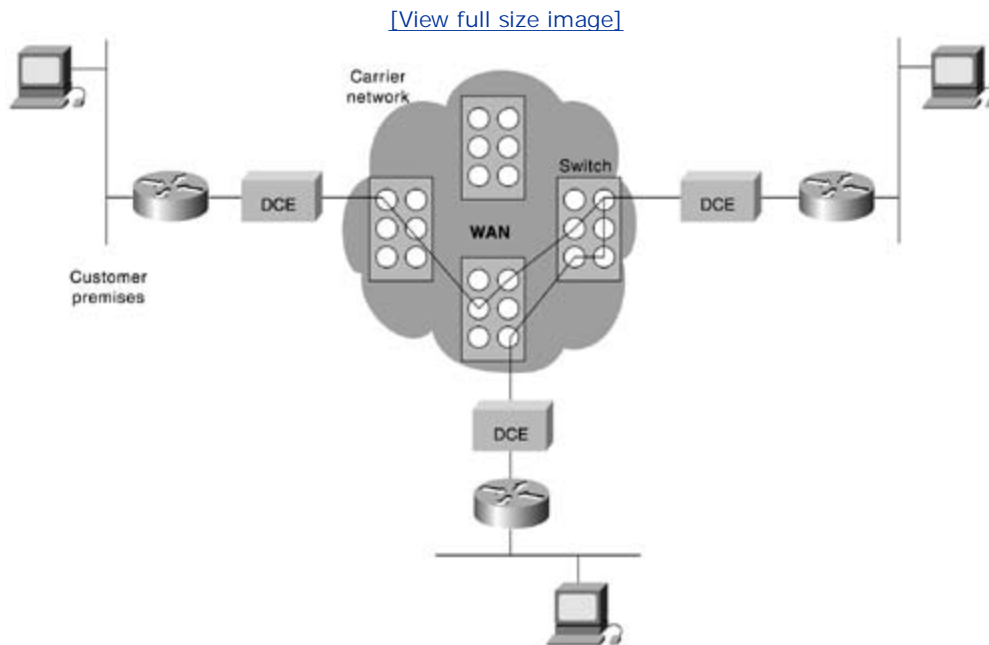 [View full size image]
Carrier
network
Switch
DCE
DCE
WAN
Customer
premises
DCE